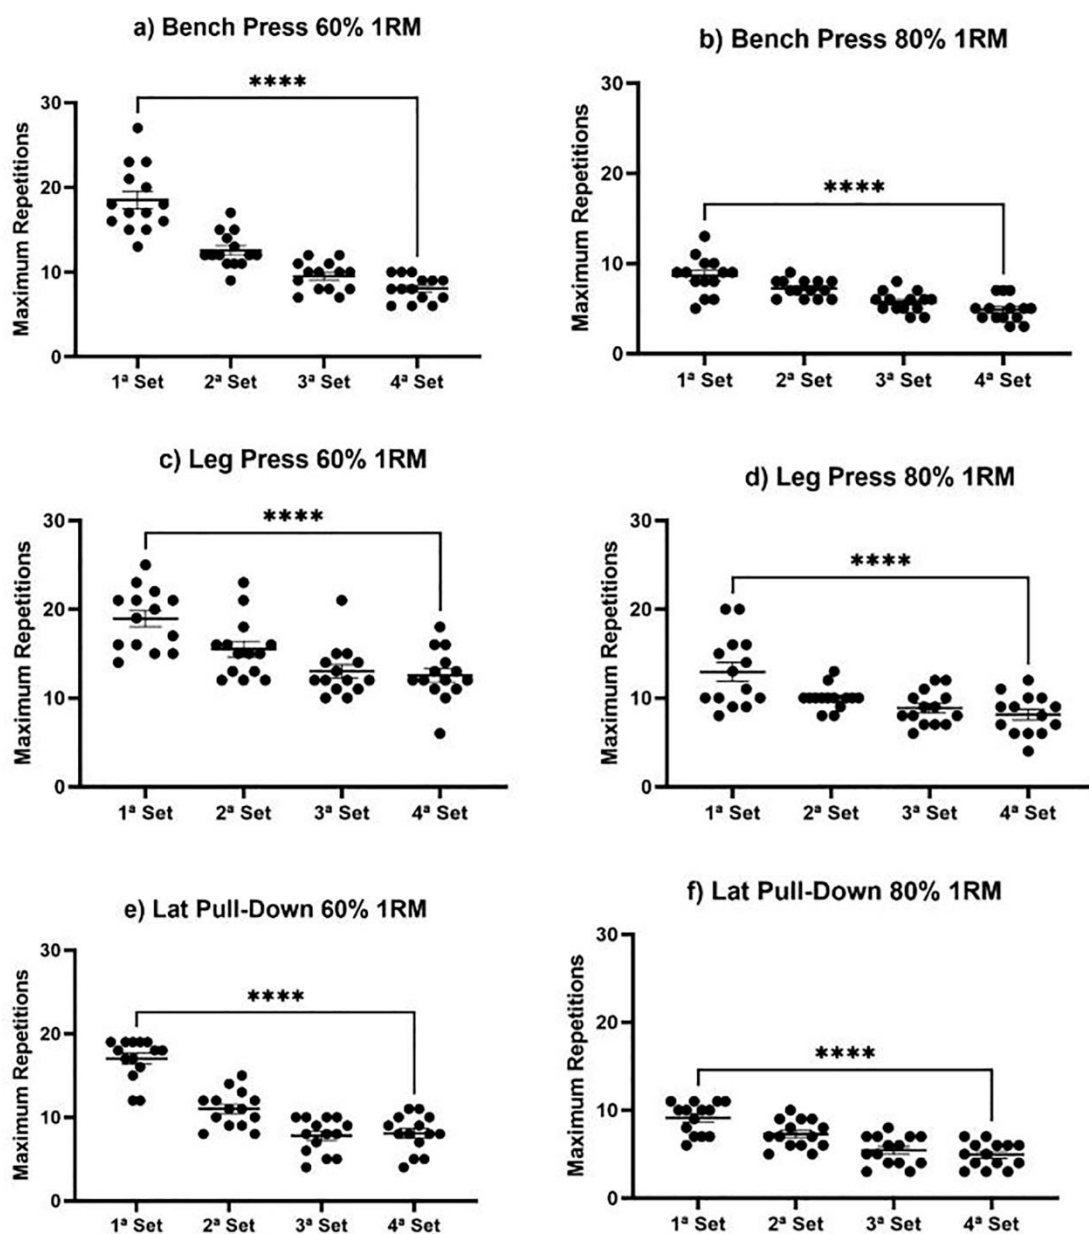 a) Bench Press 60% 1RM
****
Maximum Repetitions
30
20
10
0
1ª Set 2ª Set 3ª Set 4ª Set
b) Bench Press 80% 1RM
****
Maximum Repetitions
30
20
10
0
1ª Set 2ª Set 3ª Set 4ª Set
c) Leg Press 60% 1RM
****
Maximum Repetitions
30
20
10
0
1ª Set 2ª Set 3ª Set 4ª Set
d) Leg Press 80% 1RM
****
Maximum Repetitions
30
20
10
0
1ª Set 2ª Set 3ª Set 4ª Set
e) Lat Pull-Down 60% 1RM
****
Maximum Repetitions
30
20
10
0
1ª Set 2ª Set 3ª Set 4ª Set
f) Lat Pull-Down 80% 1RM
****
Maximum Repetitions
30
20
10
0
1ª Set 2ª Set 3ª Set 4ª Set